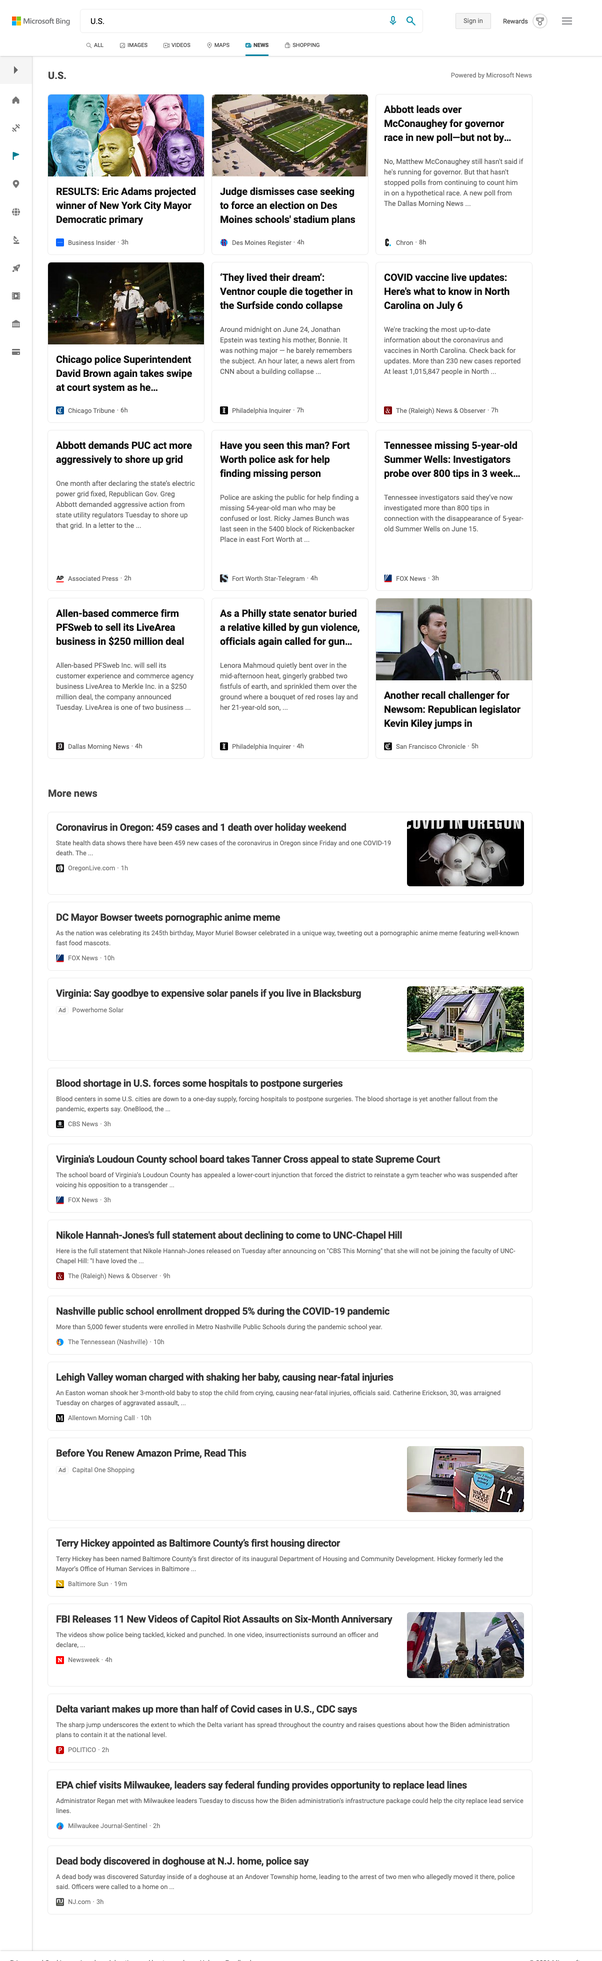 Microsoft Bing
U.S.
Sign in
Rewards
ALL
IMAGES
VIDEOS
MAPS
NEWS
SHOPPING
U.S.
Powered by Microsoft News
RESULTS: Eric Adams projected
winner of New York City Mayor
Democratic primary
Business Insider · 3h
Judge dismisses case seeking
to force an election on Des
Moines schools' stadium plans
Des Moines Register · 4h
Abbott leads over
McConaughey for governor
race in new poll—but not by...
No, Matthew McConaughey still hasn't said if
he's running for governor. But that hasn't
stopped polls from continuing to count him
in on a hypothetical race. A new poll from
The Dallas Morning News ...
Chron · 8h
Chicago police Superintendent
David Brown again takes swipe
at court system as he...
Chicago Tribune · 6h
'They lived their dream':
Ventnor couple die together in
the Surfside condo collapse
Around midnight on June 24, Jonathan
Epstein was texting his mother, Bonnie. It
was nothing major — he barely remembers
the subject. An hour later, a news alert from
CNN about a building collapse ...
Philadelphia Inquirer · 7h
COVID vaccine live updates:
Here's what to know in North
Carolina on July 6
We're tracking the most up-to-date
information about the coronavirus and
vaccines in North Carolina. Check back for
updates. More than 230 new cases reported
At least 1,015,847 people in North ...
The (Raleigh) News & Observer · 7h
Abbott demands PUC act more
aggressively to shore up grid
One month after declaring the state's electric
power grid fixed, Republican Gov. Greg
Abbott demanded aggressive action from
state utility regulators Tuesday to shore up
that grid. In a letter to the ...
AP
Associated Press · 2h
Have you seen this man? Fort
Worth police ask for help
finding missing person
Police are asking the public for help finding a
missing 54-year-old man who may be
confused or lost. Ricky James Bunch was
last seen in the 5400 block of Rickenbacker
Place in east Fort Worth at ...
Fort Worth Star-Telegram · 4h
Tennessee missing 5-year-old
Summer Wells: Investigators
probe over 800 tips in 3 week...
Tennessee investigators said they've now
investigated more than 800 tips in
connection with the disappearance of 5-year-
old Summer Wells on June 15.
FOX News · 3h
Allen-based commerce firm
PFSweb to sell its LiveArea
business in $250 million deal
Allen-based PFSweb Inc. will sell its
customer experience and commerce agency
business LiveArea to Merkle Inc. in a $250
million deal, the company announced
Tuesday. LiveArea is one of two business ...
Dallas Morning News · 4h
As a Philly state senator buried
a relative killed by gun violence,
officials again called for gun...
Lenora Mahmoud quietly bent over in the
mid-afternoon heat, gingerly grabbed two
fistfuls of earth, and sprinkled them over the
ground where a bouquet of red roses lay and
her 21-year-old son, ...
Philadelphia Inquirer · 4h
Another recall challenger for
Newsom: Republican legislator
Kevin Kiley jumps in
San Francisco Chronicle · 5h
More news
Coronavirus in Oregon: 459 cases and 1 death over holiday weekend
State health data shows there have been 459 new cases of the coronavirus in Oregon since Friday and one COVID-19
death. The ...
OregonLive.com · 1h
COVID IN OREGON
DC Mayor Bowser tweets pornographic anime meme
As the nation was celebrating its 245th birthday, Mayor Muriel Bowser celebrated in a unique way, tweeting out a pornographic anime meme featuring well-known
fast food mascots.
FOX News · 10h
Virginia: Say goodbye to expensive solar panels if you live in Blacksburg
Ad Powerhome Solar
Blood shortage in U.S. forces some hospitals to postpone surgeries
Blood centers in some U.S. cities are down to a one-day supply, forcing hospitals to postpone surgeries. The blood shortage is yet another fallout from the
pandemic, experts say. OneBlood, the ...
CBS News · 3h
Virginia's Loudoun County school board takes Tanner Cross appeal to state Supreme Court
The school board of Virginia's Loudoun County has appealed a lower-court injunction that forced the district to reinstate a gym teacher who was suspended after
voicing his opposition to a transgender ...
FOX News · 3h
Nikole Hannah-Jones's full statement about declining to come to UNC-Chapel Hill
Here is the full statement that Nikole Hannah-Jones released on Tuesday after announcing on "CBS This Morning" that she will not be joining the faculty of UNC-
Chapel Hill: "I have loved the ...
The (Raleigh) News & Observer · 9h
Nashville public school enrollment dropped 5% during the COVID-19 pandemic
More than 5,000 fewer students were enrolled in Metro Nashville Public Schools during the pandemic school year.
The Tennessean (Nashville) · 10h
Lehigh Valley woman charged with shaking her baby, causing near-fatal injuries
An Easton woman shook her 3-month-old baby to stop the child from crying, causing near-fatal injuries, officials said. Catherine Erickson, 30, was arraigned
Tuesday on charges of aggravated assault, ...
Allentown Morning Call · 10h
Before You Renew Amazon Prime, Read This
Ad Capital One Shopping
WHOLE FOODS
Terry Hickey appointed as Baltimore County's first housing director
Terry Hickey has been named Baltimore County's first director of its inaugural Department of Housing and Community Development. Hickey formerly led the
Mayor's Office of Human Services in Baltimore ...
Baltimore Sun · 19m
FBI Releases 11 New Videos of Capitol Riot Assaults on Six-Month Anniversary
The videos show police being tackled, kicked and punched. In one video, insurrectionists surround an officer and
declare, ...
Newsweek · 4h
Delta variant makes up more than half of Covid cases in U.S., CDC says
The sharp jump underscores the extent to which the Delta variant has spread throughout the country and raises questions about how the Biden administration
plans to contain it at the national level.
POLITICO · 2h
EPA chief visits Milwaukee, leaders say federal funding provides opportunity to replace lead lines
Administrator Regan met with Milwaukee leaders Tuesday to discuss how the Biden administration's infrastructure package could help the city replace lead service
lines.
Milwaukee Journal-Sentinel · 2h
Dead body discovered in doghouse at N.J. home, police say
A dead body was discovered Saturday inside of a doghouse at an Andover Township home, leading to the arrest of two men who allegedly moved it there, police
said. Officers were called to a home on ...
NJ.com · 3h